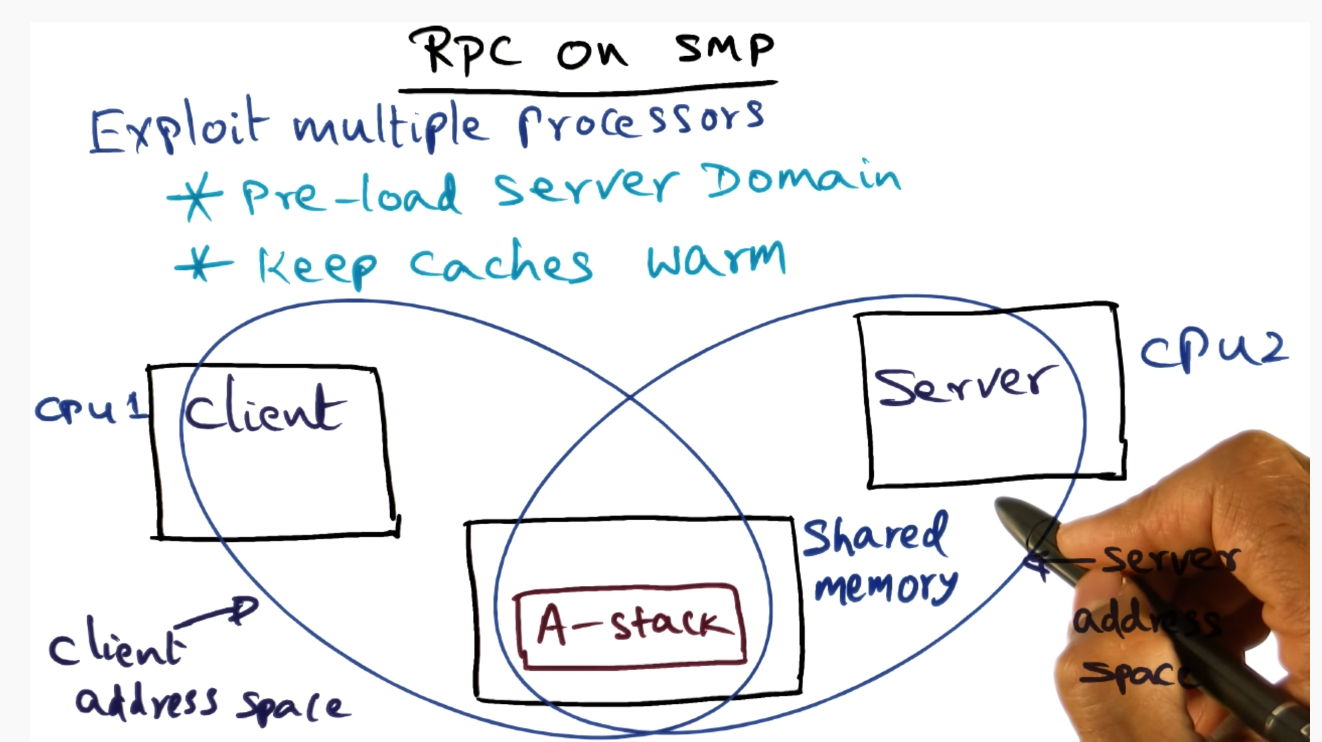 RPC on SMP
Exploit multiple processors
* Pre-load server Domain
* Keep caches warm
CPU1
Client
Server
CPU2
Shared
memory
A-stack
Client
address space
server
address
space